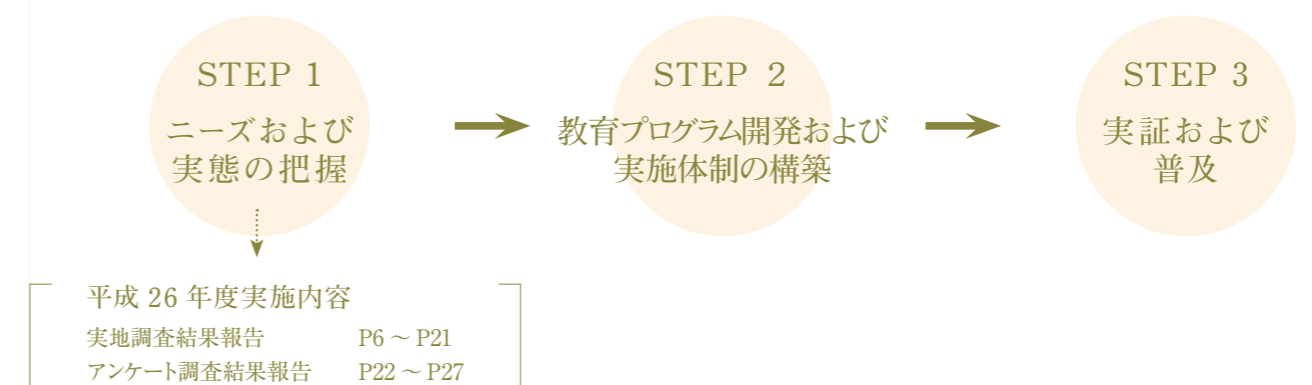 STEP 1
ニーズおよび
実態の把握
STEP 2
教育プログラム開発および
実施体制の構築
STEP 3
実証および
普及
平成 26 年度実施内容
実地調査結果報告 P6 ～ P21
アンケート調査結果報告 P22 ～ P27